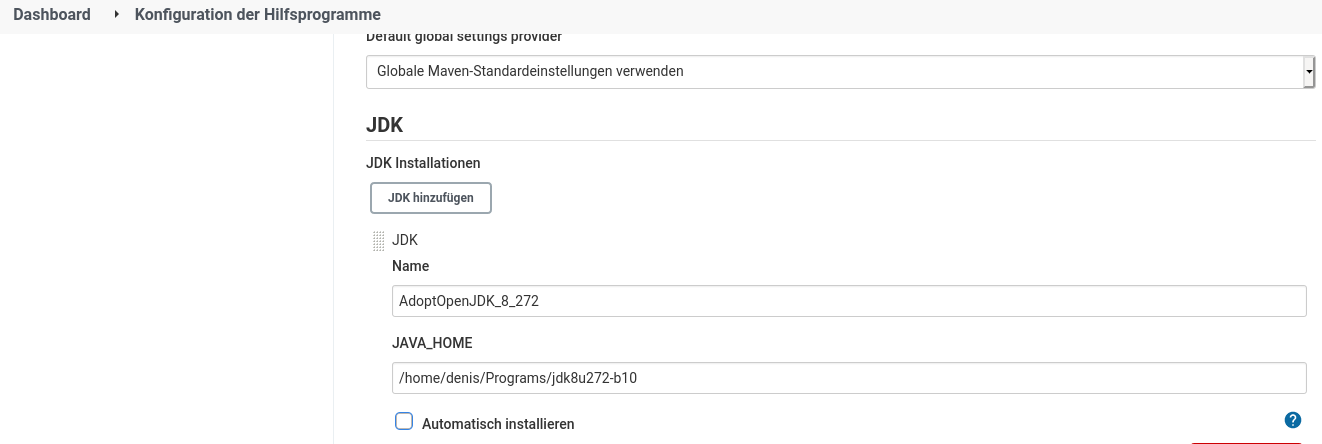 Dashboard Konfiguration der Hilfsprogramme
Default global settings provider
Globale Maven-Standardeinstellungen verwenden
JDK
JDK Installationen
JDK hinzufügen
JDK
Name
AdoptOpenJDK_8_272
JAVA_HOME
/home/denis/Programs/jdk8u272-b10
Automatisch installieren
?